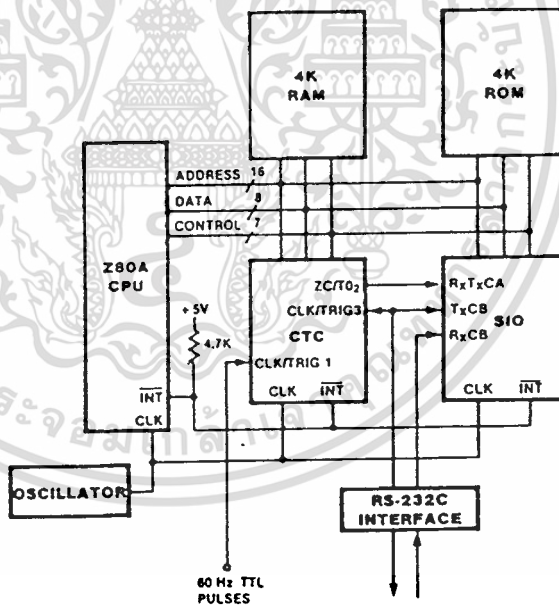 4K
RAM
4K
ROM
ADDRESS 16
DATA 8
CONTROL 7
Z80A
CPU
+5V
4.7K
INT
CLK
ZC/TO2
CLK/TRIG3
CTC
CLK/TRIG 1
CLK
INT
RxTxCA
TxCB
SIO
RxCB
CLK
INT
OSCILLATOR
RS-232C
INTERFACE
60 Hz TTL
PULSES